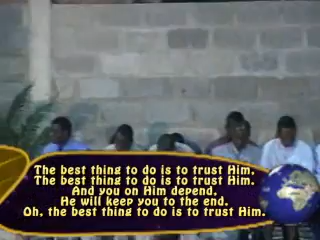 The best thing to do is to trust Him,
The best thing to do is to trust Him.
And you on Him depend,
He will keep you to the end.
Oh, the best thing to do is to trust Him.